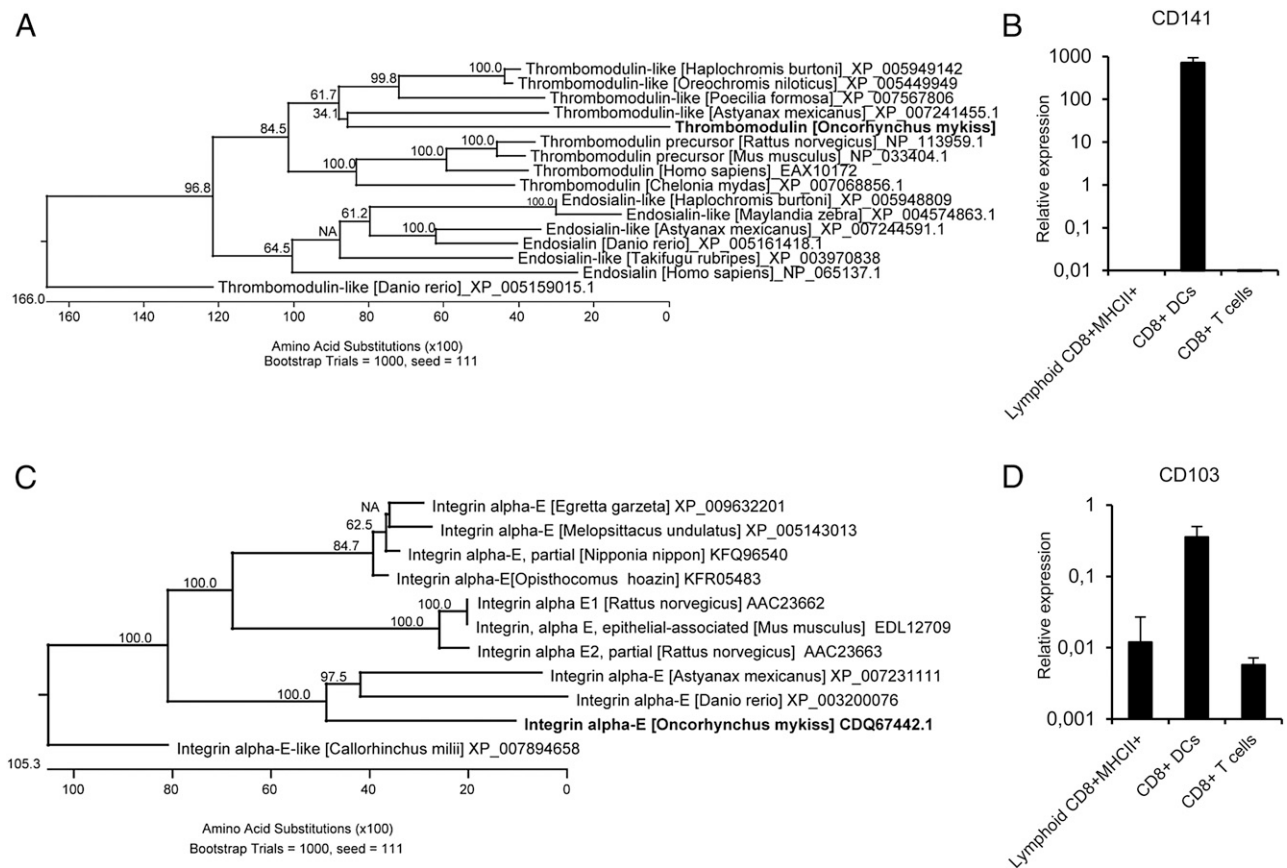 A
100.0
Thrombomodulin-like [Haplochromis burtoni]_XP_005949142
99.8
Thrombomodulin-like [Oreochromis niloticus]_XP_005449949
61.7
Thrombomodulin-like [Poecilia formosa]_XP_007567806
34.1
Thrombomodulin-like [Astyanax mexicanus]_XP_007241455.1
84.5
Thrombomodulin [Oncorhynchus mykiss]
100.0
Thrombomodulin precursor [Rattus norvegicus]_NP_113959.1
100.0
Thrombomodulin precursor [Mus musculus]_NP_033404.1
Thrombomodulin [Homo sapiens]_EAX10172
96.8
Thrombomodulin [Chelonia mydas]_XP_007068856.1
100.0
Endosialin-like [Haplochromis burtoni]_XP_005948809
61.2
Endosialin-like [Maylandia zebra]_XP_004574863.1
NA
100.0
Endosialin-like [Astyanax mexicanus]_XP_007244591.1
64.5
Endosialin [Danio rerio]_XP_005161418.1
Endosialin-like [Takifugu rubripes]_XP_003970838
Endosialin [Homo sapiens]_NP_065137.1
Thrombomodulin-like [Danio rerio]_XP_005159015.1
166.0
160 140 120 100 80 60 40 20 0
Amino Acid Substitutions (x100)
Bootstrap Trials = 1000, seed = 111
B
CD141
Relative expression
1000
100
10
1
0,1
0,01
Lymphoid CD8+MHCII+
CD8+ DCs
CD8+ T cells
C
NA
Integrin alpha-E [Egretta garzeta] XP_009632201
62.5
Integrin alpha-E [Melopsittacus undulatus] XP_005143013
84.7
Integrin alpha-E, partial [Nipponia nippon] KFQ96540
100.0
Integrin alpha-E[Opisthocomus hoazin] KFR05483
100.0
Integrin alpha E1 [Rattus norvegicus] AAC23662
100.0
Integrin, alpha E, epithelial-associated [Mus musculus] EDL12709
100.0
Integrin alpha E2, partial [Rattus norvegicus] AAC23663
97.5
Integrin alpha-E [Astyanax mexicanus] XP_007231111
100.0
Integrin alpha-E [Danio rerio] XP_003200076
Integrin alpha-E [Oncorhynchus mykiss] CDQ67442.1
Integrin alpha-E-like [Callorhinchus milii] XP_007894658
105.3
100 80 60 40 20 0
Amino Acid Substitutions (x100)
Bootstrap Trials = 1000, seed = 111
D
CD103
Relative expression
1
0,1
0,01
0,001
Lymphoid CD8+MHCII+
CD8+ DCs
CD8+ T cells